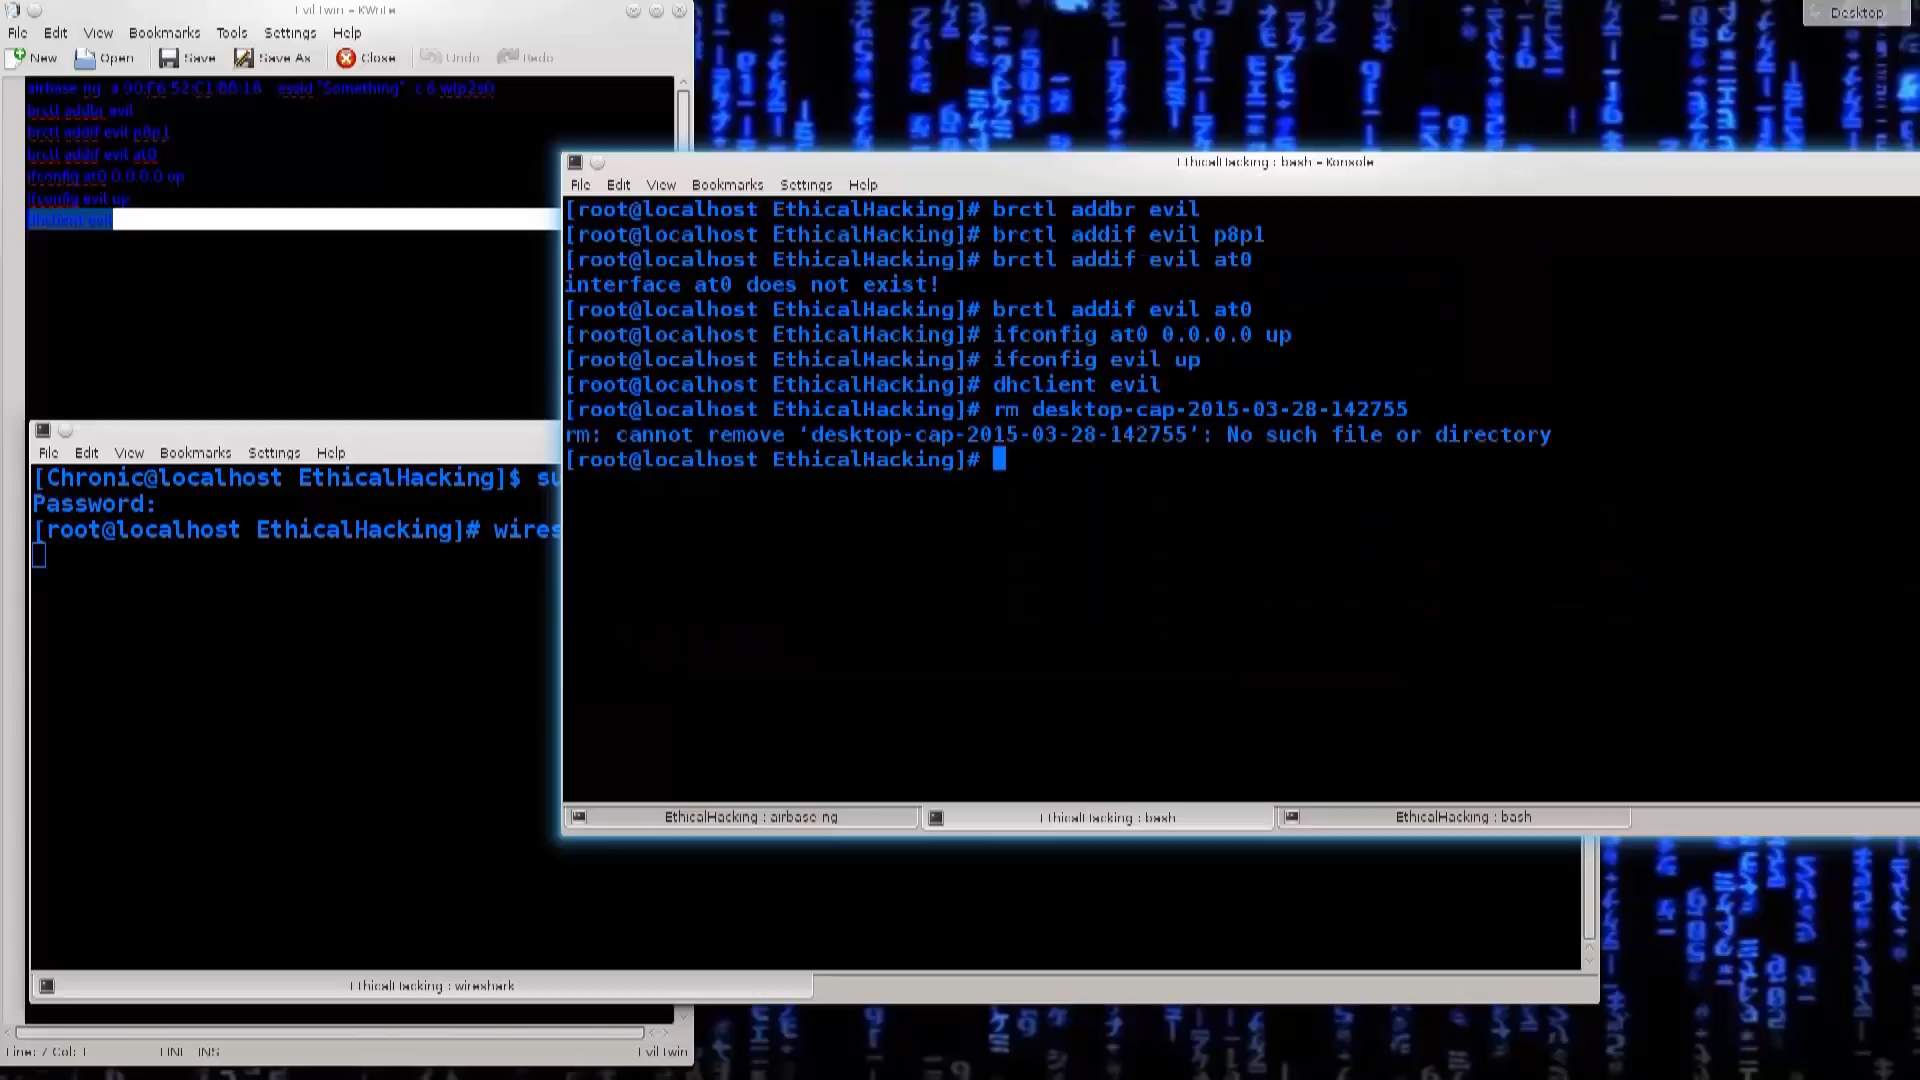 Evil Twin – KWrite
File Edit View Bookmarks Tools Settings Help
New Open Save Save As Close Undo Redo
brctl addbr evil
brctl addif evil p8p1
brctl addif evil at0
ifconfig at0 0.0.0.0 up
ifconfig evil up
dhclient evil
Desktop
EthicalHacking : bash – Konsole
File Edit View Bookmarks Settings Help
[root@localhost EthicalHacking]# brctl addbr evil
[root@localhost EthicalHacking]# brctl addif evil p8p1
[root@localhost EthicalHacking]# brctl addif evil at0
interface at0 does not exist!
[root@localhost EthicalHacking]# brctl addif evil at0
[root@localhost EthicalHacking]# ifconfig at0 0.0.0.0 up
[root@localhost EthicalHacking]# ifconfig evil up
[root@localhost EthicalHacking]# dhclient evil
[root@localhost EthicalHacking]# rm desktop-cap-2015-03-28-142755
rm: cannot remove ‘desktop-cap-2015-03-28-142755’: No such file or directory
[root@localhost EthicalHacking]#
EthicalHacking : airbase-ng EthicalHacking : bash EthicalHacking : bash
File Edit View Bookmarks Settings Help
[Chronic@localhost EthicalHacking]$ su
Password:
[root@localhost EthicalHacking]# wires
EthicalHacking : wireshark
Line: 7 Col: 1 LINE INS Evil Twin